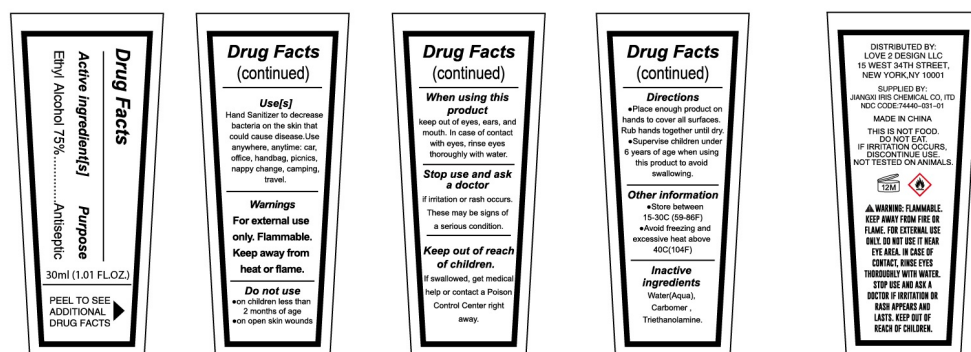 Drug Facts
Active ingredient[s] Purpose
Ethyl Alcohol 75%..............Antiseptic
30ml (1.01 FL.OZ.)
PEEL TO SEE
ADDITIONAL
DRUG FACTS
Drug Facts
(continued)
Use[s]
Hand Sanitizer to decrease
bacteria on the skin that
could cause disease.Use
anywhere, anytime: car,
office, handbag, picnics,
nappy change, camping,
travel.
Warnings
For external use
only. Flammable.
Keep away from
heat or flame.
Do not use
●on children less than
2 months of age
●on open skin wounds
Drug Facts
(continued)
When using this
product
keep out of eyes, ears, and
mouth. In case of contact
with eyes, rinse eyes
thoroughly with water.
Stop use and ask
a doctor
if irritation or rash occurs.
These may be signs of
a serious condition.
Keep out of reach
of children.
If swallowed, get medical
help or contact a Poison
Control Center right
away.
Drug Facts
(continued)
Directions
●Place enough product on
hands to cover all surfaces.
Rub hands together until dry.
●Supervise children under
6 years of age when using
this product to avoid
swallowing.
Other information
●Store between
15-30C (59-86F)
●Avoid freezing and
excessive heat above
40C(104F)
Inactive
ingredients
Water(Aqua),
Carbomer ,
Triethanolamine.
DISTRIBUTED BY:
LOVE 2 DESIGN LLC
15 WEST 34TH STREET,
NEW YORK,NY 10001
SUPPLIED BY:
JIANGXI IRIS CHEMICAL CO, ITD
NDC CODE:74440-031-01
MADE IN CHINA
THIS IS NOT FOOD.
DO NOT EAT.
IF IRRITATION OCCURS,
DISCONTINUE USE.
NOT TESTED ON ANIMALS.
12M
WARNING: FLAMMABLE.
KEEP AWAY FROM FIRE OR
FLAME. FOR EXTERNAL USE
ONLY. DO NOT USE IT NEAR
EYE AREA. IN CASE OF
CONTACT, RINSE EYES
THOROUGHLY WITH WATER.
STOP USE AND ASK A
DOCTOR IF IRRITATION OR
RASH APPEARS AND
LASTS. KEEP OUT OF
REACH OF CHILDREN.